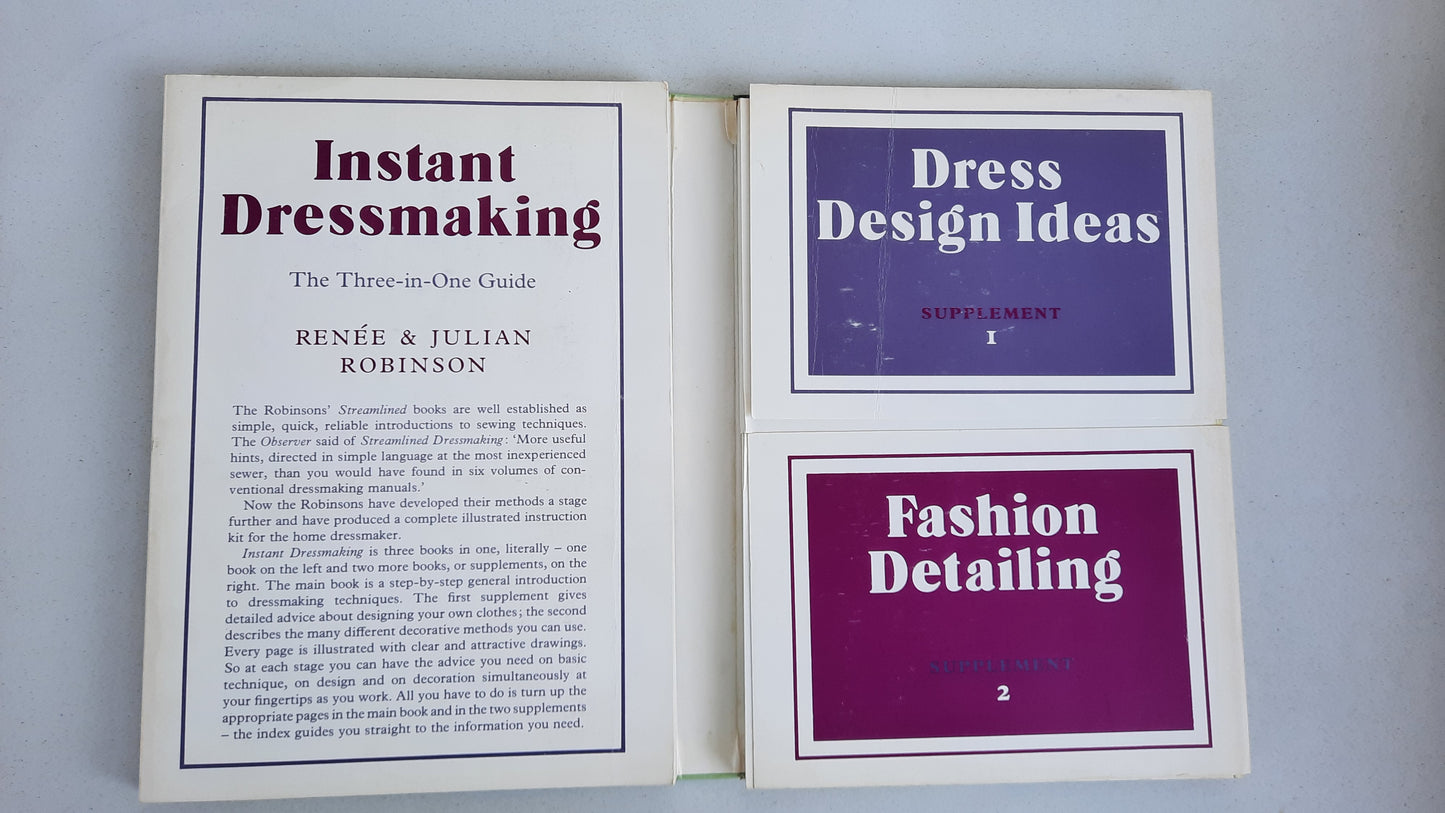 Instant
Dressmaking
The Three-in-One Guide
RENÉE & JULIAN
ROBINSON
The Robinsons' Streamlined books are well established as
simple, quick, reliable introductions to sewing techniques.
The Observer said of Streamlined Dressmaking: 'More useful
hints, directed in simple language at the most inexperienced
sewer, than you would have found in six volumes of con-
ventional dressmaking manuals.'
Now the Robinsons have developed their methods a stage
further and have produced a complete illustrated instruction
kit for the home dressmaker.
Instant Dressmaking is three books in one, literally – one
book on the left and two more books, or supplements, on the
right. The main book is a step-by-step general introduction
to dressmaking techniques. The first supplement gives
detailed advice about designing your own clothes; the second
describes the many different decorative methods you can use.
Every page is illustrated with clear and attractive drawings.
So at each stage you can have the advice you need on basic
technique, on design and on decoration simultaneously at
your fingertips as you work. All you have to do is turn up the
appropriate pages in the main book and in the two supplements
– the index guides you straight to the information you need.
Dress
Design Ideas
SUPPLEMENT
1
Fashion
Detailing
SUPPLEMENT
2